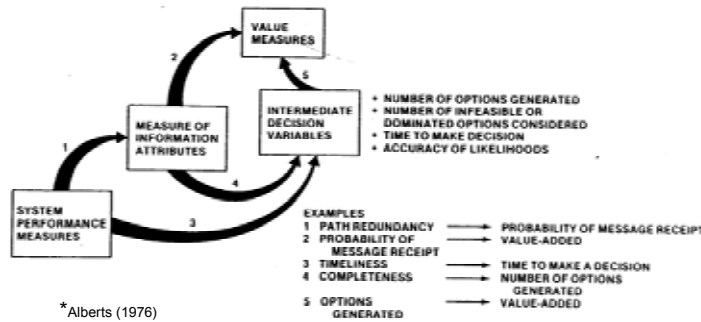 VALUE
MEASURES
2
5
INTERMEDIATE
DECISION
VARIABLES
+ NUMBER OF OPTIONS GENERATED
+ NUMBER OF INFEASIBLE OR
DOMINATED OPTIONS CONSIDERED
+ TIME TO MAKE DECISION
+ ACCURACY OF LIKELIHOODS
MEASURE OF
INFORMATION
ATTRIBUTES
1
4
SYSTEM
PERFORMANCE
MEASURES
3
EXAMPLES
1 PATH REDUNDANCY → PROBABILITY OF MESSAGE RECEIPT
2 PROBABILITY OF → VALUE-ADDED
MESSAGE RECEIPT
3 TIMELINESS → TIME TO MAKE A DECISION
4 COMPLETENESS → NUMBER OF OPTIONS
GENERATED
5 OPTIONS → VALUE-ADDED
GENERATED
*Alberts (1976)